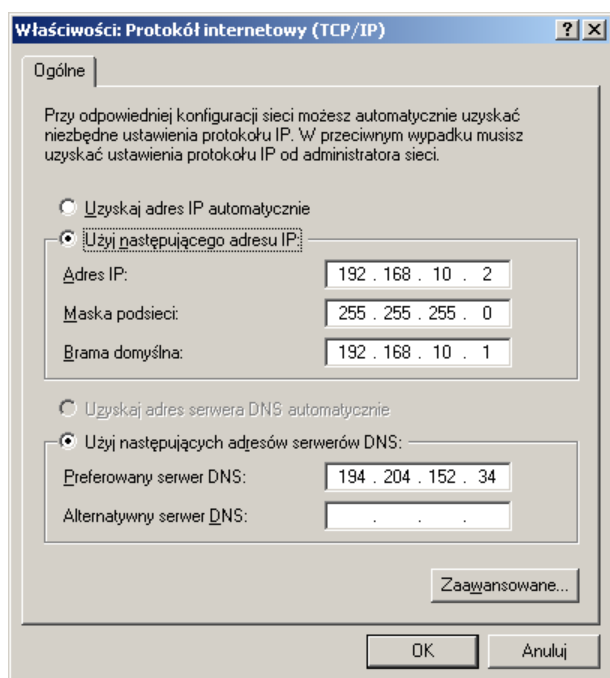 Właściwości: Protokół internetowy (TCP/IP)
Ogólne
Przy odpowiedniej konfiguracji sieci możesz automatycznie uzyskać
niezbędne ustawienia protokołu IP. W przeciwnym wypadku musisz
uzyskać ustawienia protokołu IP od administratora sieci.
Uzyskaj adres IP automatycznie
Użyj następującego adresu IP:
Adres IP: 192 . 168 . 10 . 2
Maska podsieci: 255 . 255 . 255 . 0
Brama domyślna: 192 . 168 . 10 . 1
Uzyskaj adres serwera DNS automatycznie
Użyj następujących adresów serwerów DNS:
Preferowany serwer DNS: 194 . 204 . 152 . 34
Alternatywny serwer DNS: . . .
Zaawansowane...
OK Anuluj